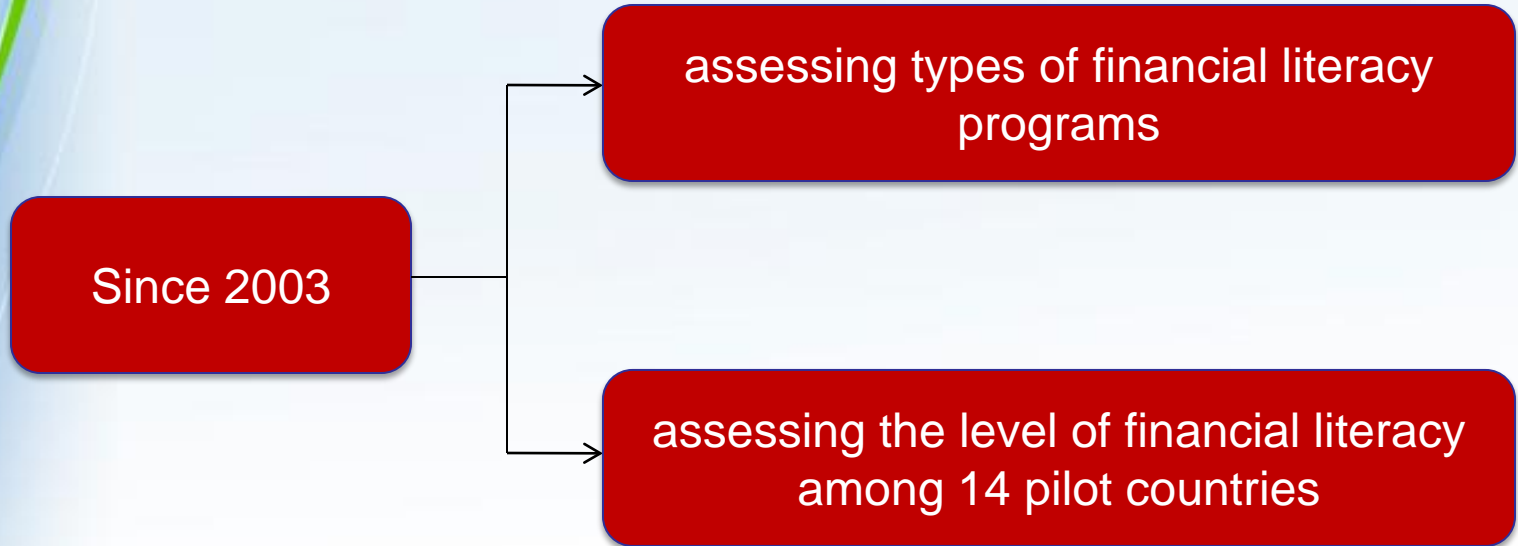 assessing types of financial literacy
programs
Since 2003
assessing the level of financial literacy
among 14 pilot countries